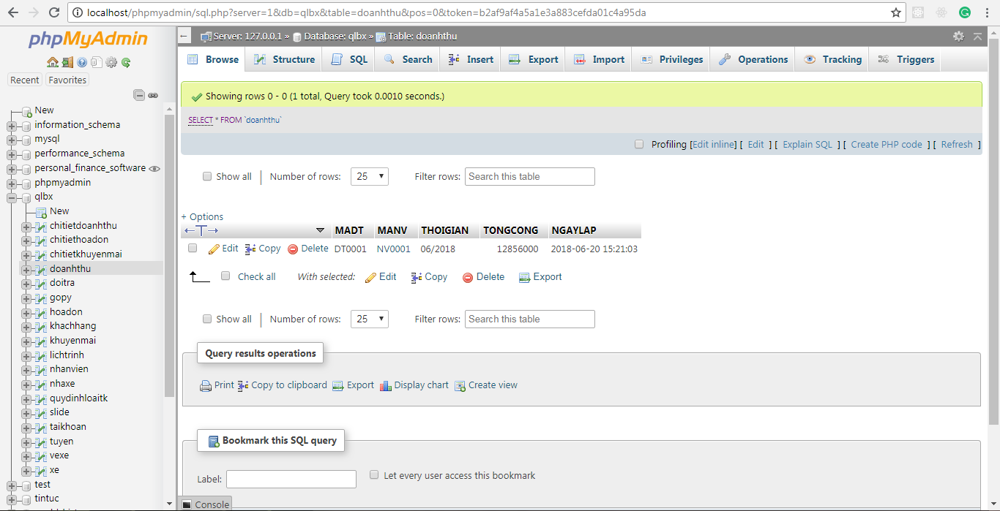 localhost/phpmyadmin/sql.php?server=1&db=qlbx&table=doanhthu&pos=0&token=b2af9af4a5a1e3a883cefda01c4a95da
phpMyAdmin
Recent Favorites
New
information_schema
mysql
performance_schema
personal_finance_software
phpmyadmin
qlbx
New
chitietdoanhthu
chitiethoadon
chitietkhuyenmai
doanhthu
doitra
gopy
hoadon
khachhang
khuyenmai
lichtrinh
nhanvien
nhaxe
quydinhloaitk
slide
taikhoan
tuyen
vexe
xe
test
tintuc
Server: 127.0.0.1 » Database: qlbx » Table: doanhthu
Browse Structure SQL Search Insert Export Import Privileges Operations Tracking Triggers
Showing rows 0 - 0 (1 total, Query took 0.0010 seconds.)
SELECT * FROM `doanhthu`
Profiling [Edit inline] [ Edit ] [ Explain SQL ] [ Create PHP code ] [ Refresh ]
Show all | Number of rows: 25 Filter rows: Search this table
+ Options
←T→ MADT MANV THOIGIAN TONGCONG NGAYLAP
Edit Copy Delete DT0001 NV0001 06/2018 12856000 2018-06-20 15:21:03
Check all With selected: Edit Copy Delete Export
Show all | Number of rows: 25 Filter rows: Search this table
Query results operations
Print Copy to clipboard Export Display chart Create view
Bookmark this SQL query
Label: Let every user access this bookmark
Console